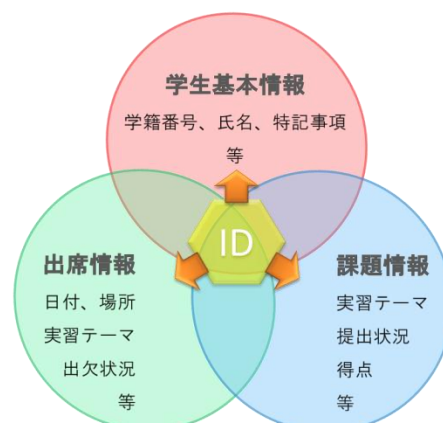 学生基本情報
学籍番号、氏名、特記事項
等
ID
出席情報
日付、場所
実習テーマ
出欠状況
等
課題情報
実習テーマ
提出状況
得点
等